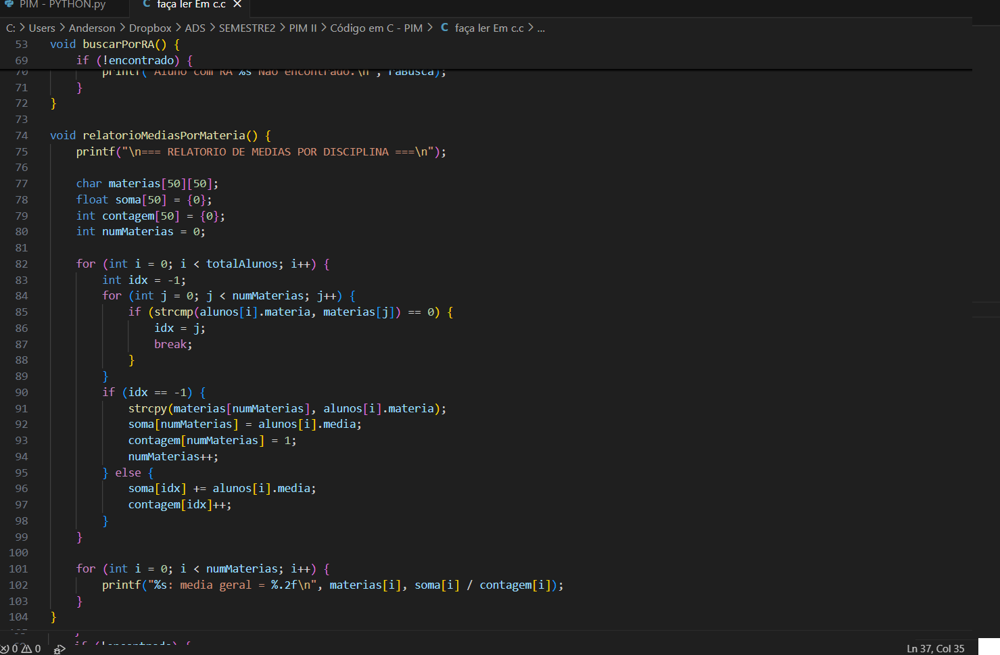 PIM - PYTHON.py
C faça ler Em c.c ×
C: > Users > Anderson > Dropbox > ADS > SEMESTRE2 > PIM II > Código em C - PIM > C faça ler Em c.c > ...
53 void buscarPorRA() {
69     if (!encontrado) {
70         printf("Aluno com RA %s Nao encontrado.\n", raBusca);
71     }
72 }
73
74 void relatorioMediasPorMateria() {
75     printf("\n=== RELATORIO DE MEDIAS POR DISCIPLINA ===\n");
76
77     char materias[50][50];
78     float soma[50] = {0};
79     int contagem[50] = {0};
80     int numMaterias = 0;
81
82     for (int i = 0; i < totalAlunos; i++) {
83         int idx = -1;
84         for (int j = 0; j < numMaterias; j++) {
85             if (strcmp(alunos[i].materia, materias[j]) == 0) {
86                 idx = j;
87                 break;
88             }
89         }
90         if (idx == -1) {
91             strcpy(materias[numMaterias], alunos[i].materia);
92             soma[numMaterias] = alunos[i].media;
93             contagem[numMaterias] = 1;
94             numMaterias++;
95         } else {
96             soma[idx] += alunos[i].media;
97             contagem[idx]++;
98         }
99     }
100
101     for (int i = 0; i < numMaterias; i++) {
102         printf("%s: media geral = %.2f\n", materias[i], soma[i] / contagem[i]);
103     }
104 }
0 0
Ln 37, Col 35